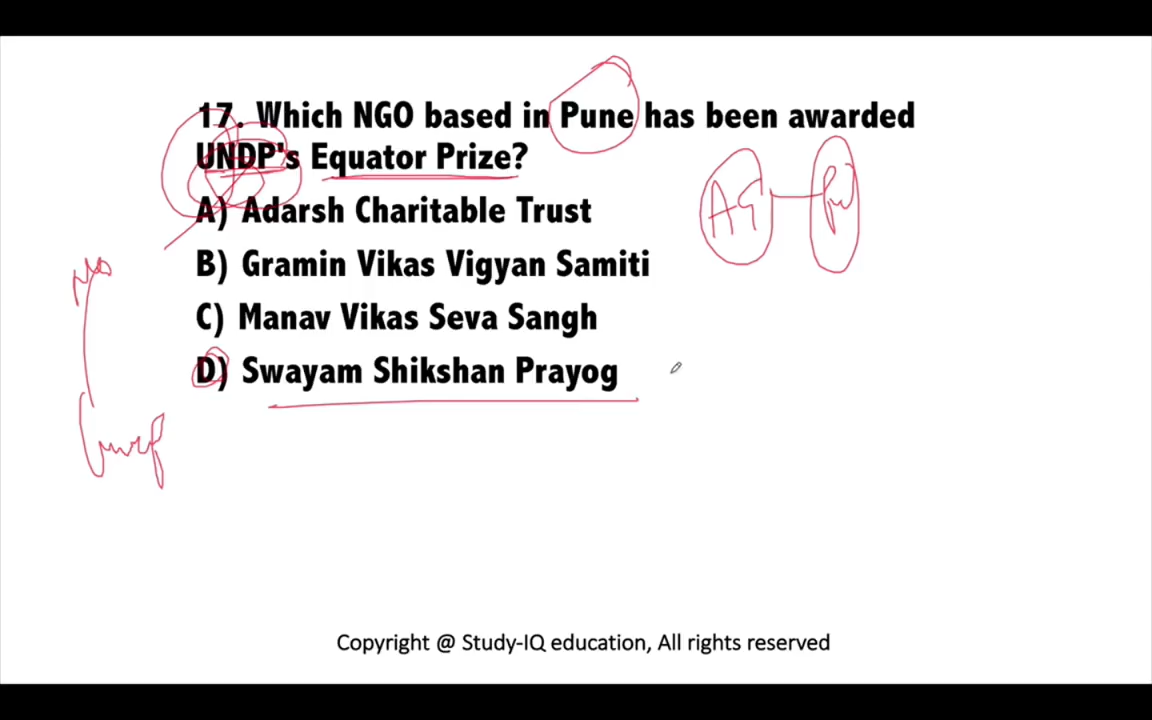 17. Which NGO based in Pune has been awarded
UNDP's Equator Prize?
A) Adarsh Charitable Trust
B) Gramin Vikas Vigyan Samiti
C) Manav Vikas Seva Sangh
D) Swayam Shikshan Prayog
Copyright @ Study-IQ education, All rights reserved